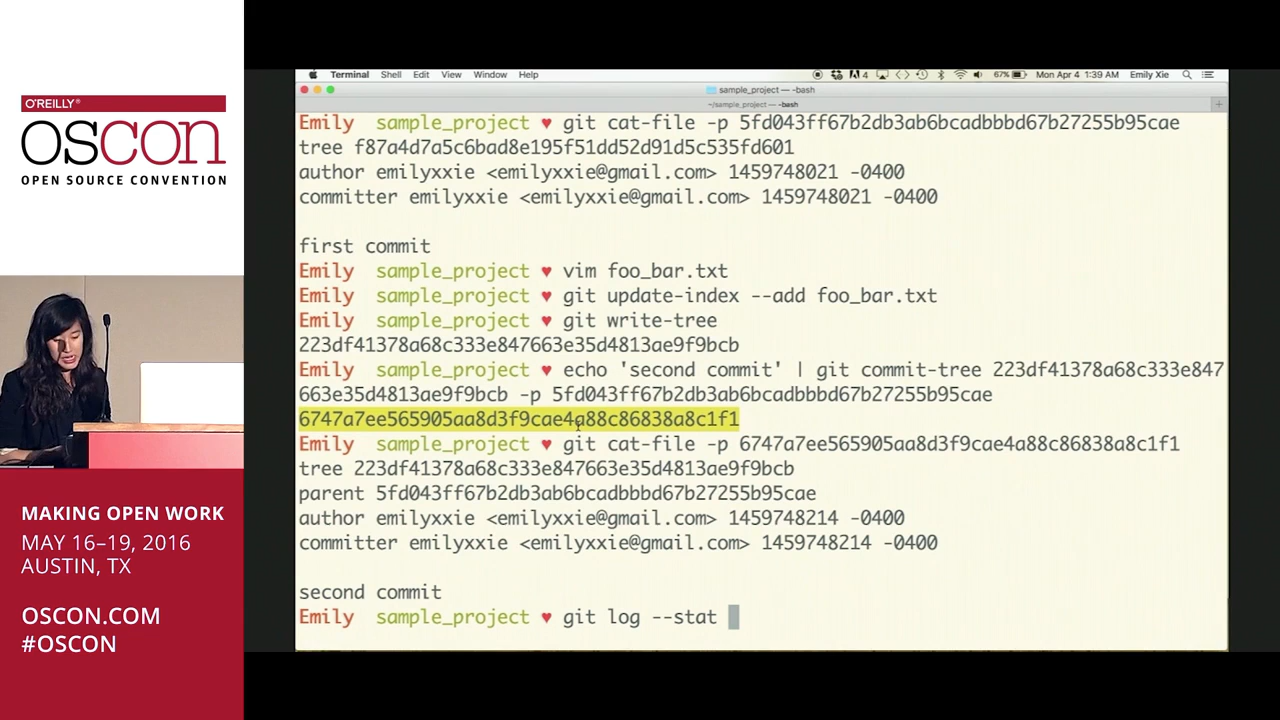 O'REILLY®
OSCON
OPEN SOURCE CONVENTION
MAKING OPEN WORK
MAY 16–19, 2016
AUSTIN, TX
OSCON.COM
#OSCON
Terminal Shell Edit View Window Help
4 67% Mon Apr 4 1:39 AM Emily Xie
sample_project — -bash
~/sample_project — -bash
Emily sample_project ♥ git cat-file -p 5fd043ff67b2db3ab6bcadbbbd67b27255b95cae
tree f87a4d7a5c6bad8e195f51dd52d91d5c535fd601
author emilyxxie <emilyxxie@gmail.com> 1459748021 -0400
committer emilyxxie <emilyxxie@gmail.com> 1459748021 -0400
first commit
Emily sample_project ♥ vim foo_bar.txt
Emily sample_project ♥ git update-index --add foo_bar.txt
Emily sample_project ♥ git write-tree
223df41378a68c333e847663e35d4813ae9f9bcb
Emily sample_project ♥ echo 'second commit' | git commit-tree 223df41378a68c333e847
663e35d4813ae9f9bcb -p 5fd043ff67b2db3ab6bcadbbbd67b27255b95cae
6747a7ee565905aa8d3f9cae4a88c86838a8c1f1
Emily sample_project ♥ git cat-file -p 6747a7ee565905aa8d3f9cae4a88c86838a8c1f1
tree 223df41378a68c333e847663e35d4813ae9f9bcb
parent 5fd043ff67b2db3ab6bcadbbbd67b27255b95cae
author emilyxxie <emilyxxie@gmail.com> 1459748214 -0400
committer emilyxxie <emilyxxie@gmail.com> 1459748214 -0400
second commit
Emily sample_project ♥ git log --stat